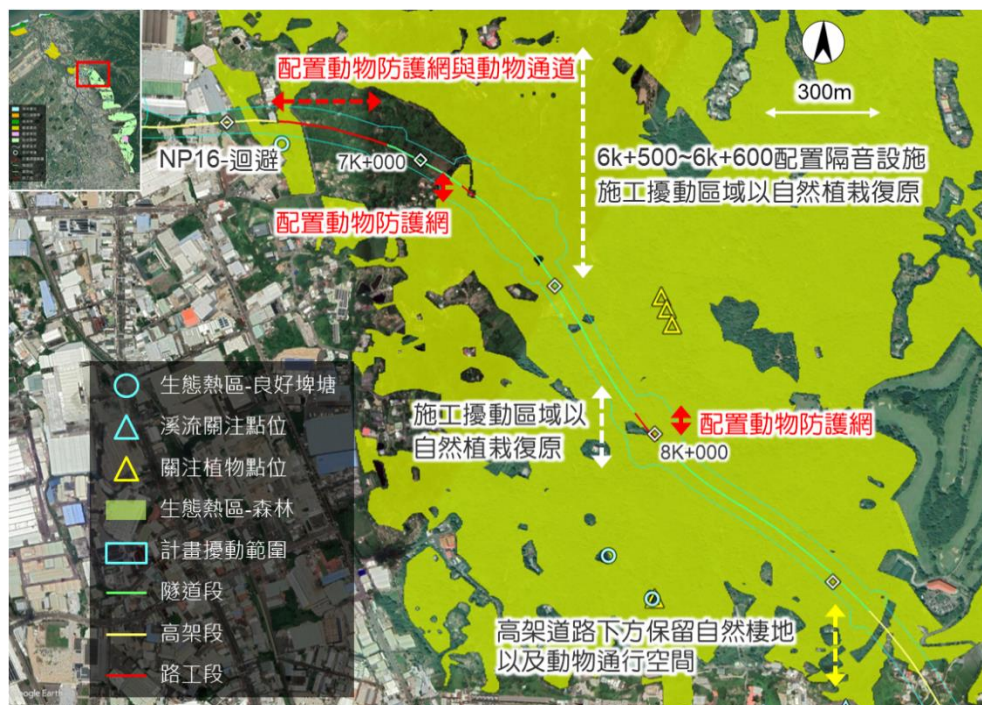 配置動物防護網與動物通道
300m
NP16-迴避
7K+000
6k+500~6k+600配置隔音設施
施工擾動區域以自然植栽復原
配置動物防護網
生態熱區-良好埤塘
溪流關注點位
關注植物點位
生態熱區-森林
計畫擾動範圍
隧道段
高架段
路工段
施工擾動區域以
自然植栽復原
配置動物防護網
8K+000
高架道路下方保留自然棲地
以及動物通行空間
Google Earth